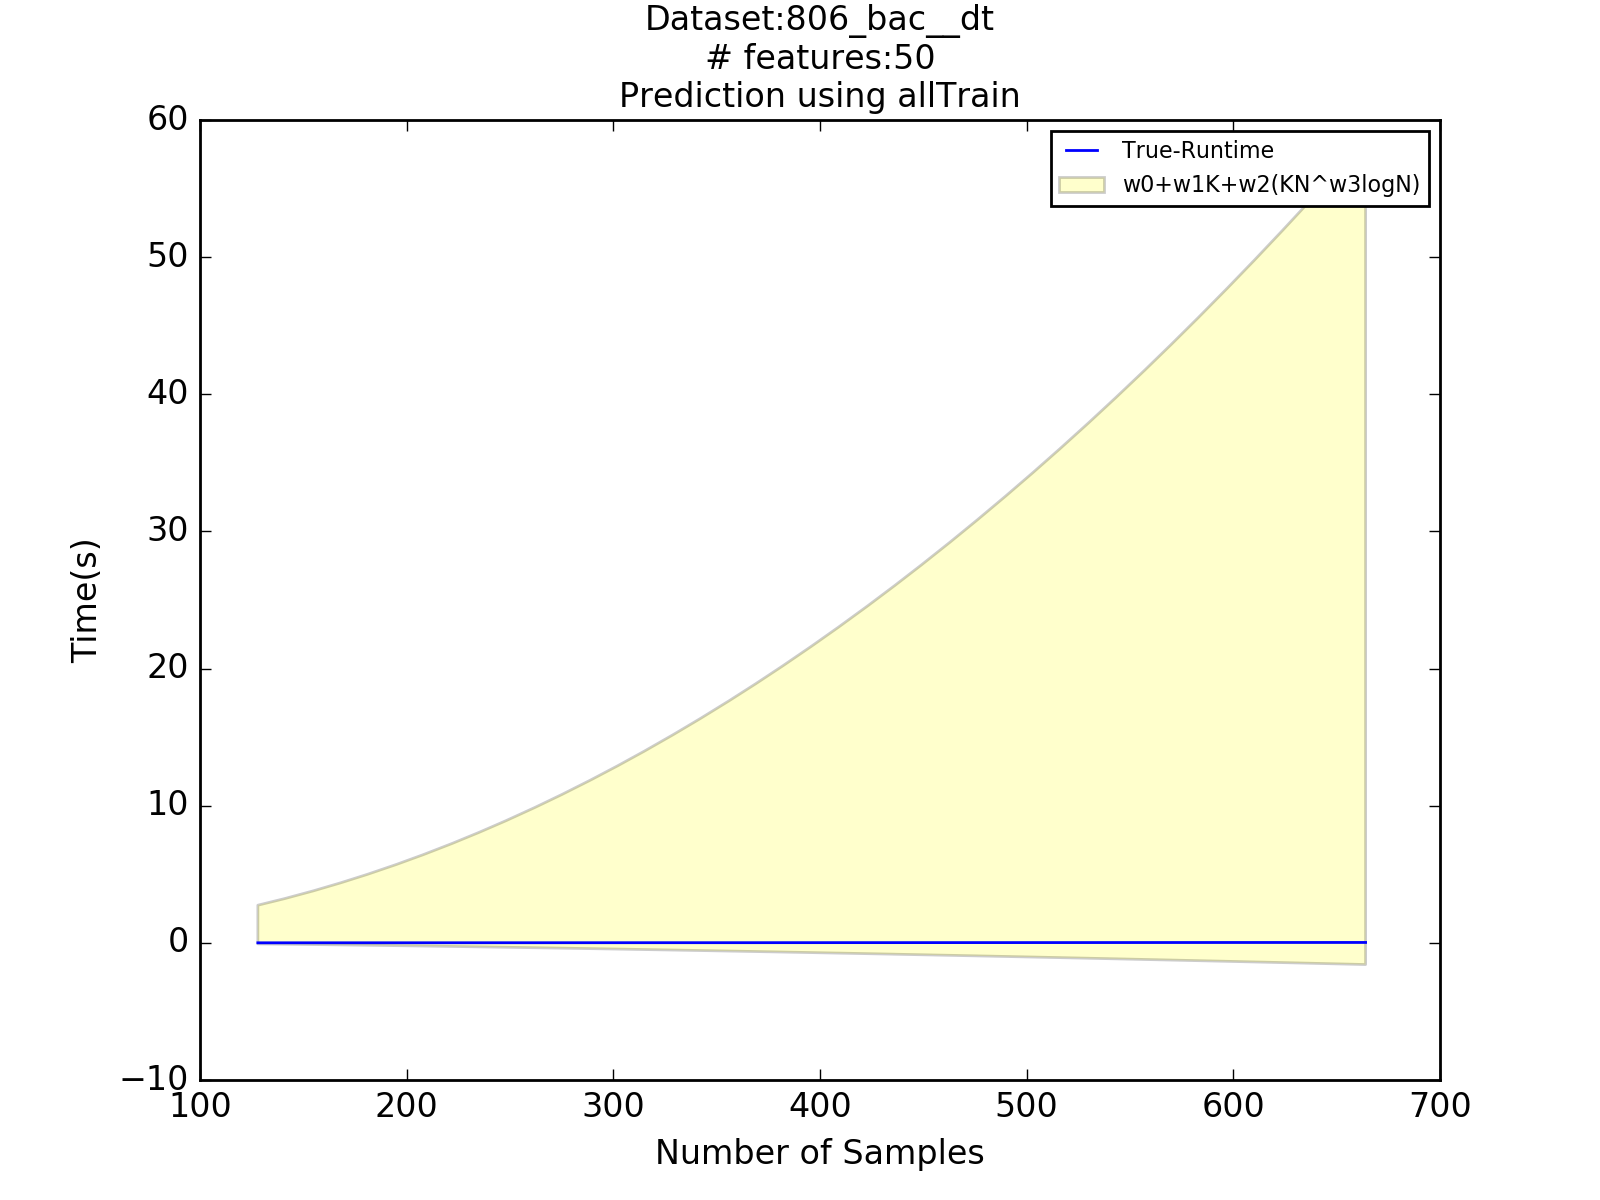 Dataset:806_bac__dt
# features:50
Prediction using allTrain
60
50
40
30
20
10
0
−10
True-Runtime
w0+w1K+w2(KN^w3logN)
Time(s)
100 200 300 400 500 600 700
Number of Samples